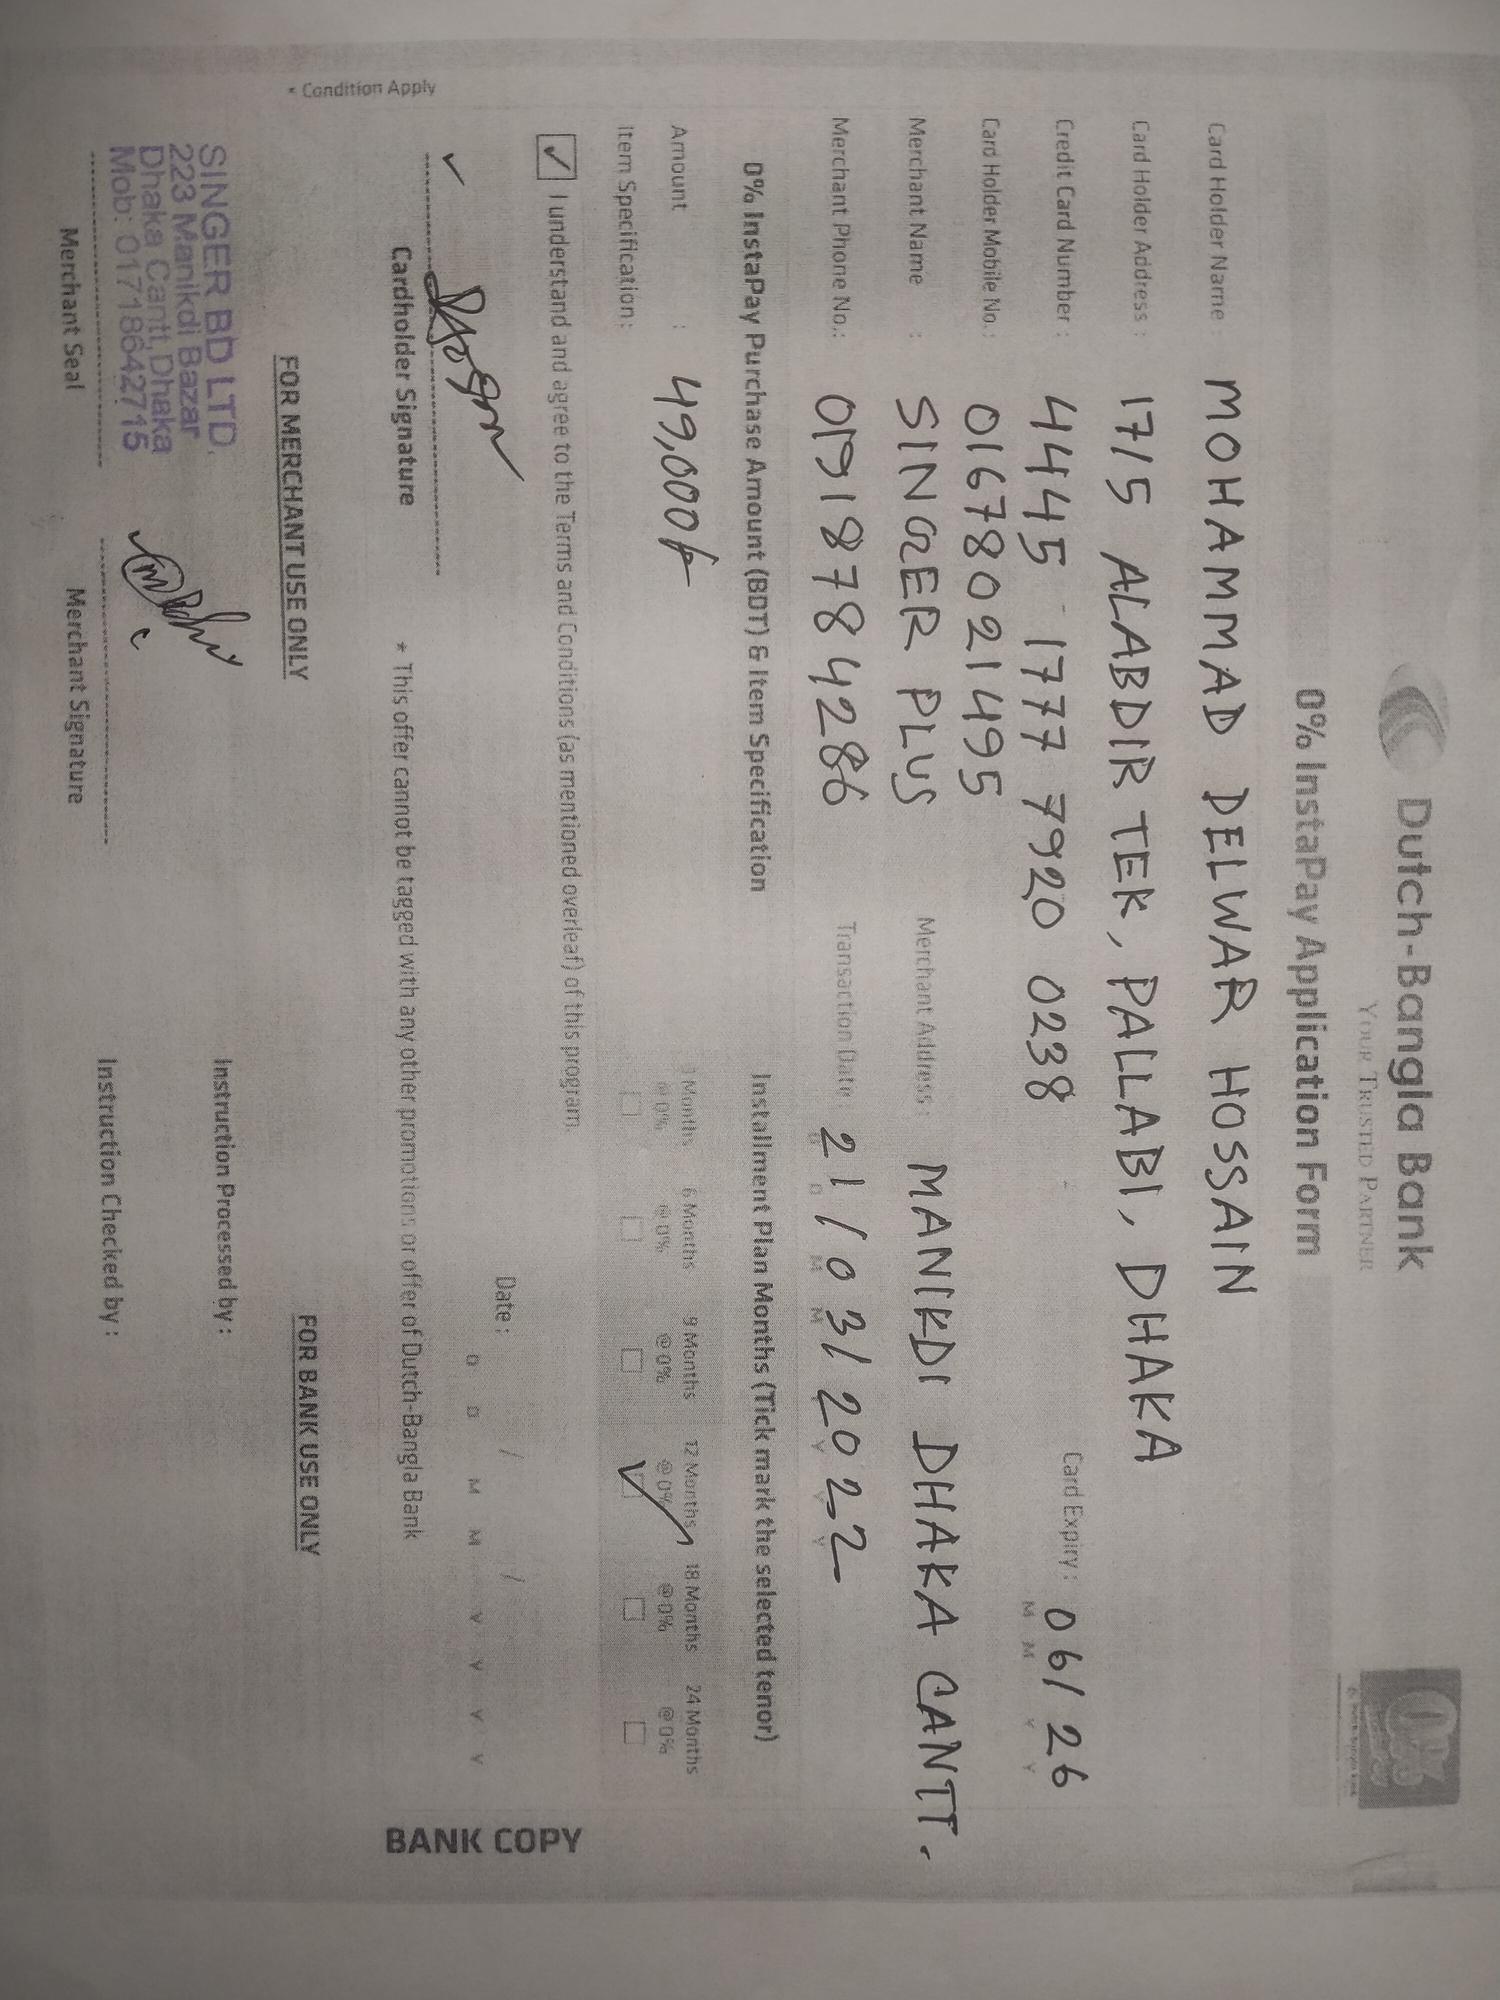 Dutch-Bangla Bank
YOUR TRUSTED PARTNER
0% InstaPay Application Form
Card Holder Name : MOHAMMAD DELWAR HOSSAIN
Card Holder Address : 17/5 ALABDIR TEK, PALLABI, DHAKA
Credit Card Number : 4445 1777 7920 0238 Card Expiry : 06/26
M M Y Y
Card Holder Mobile No. : 01678021495
Merchant Name : SINGER PLUS Merchant Address : MANIKDI DHAKA CANTT.
Merchant Phone No.: 01918784286 Transaction Date 21/03/2022
0% InstaPay Purchase Amount (BDT) & Item Specification Installment Plan Months (Tick mark the selected tenor)
Amount : 49,000/- 3 Months 6 Months 9 Months 12 Months 18 Months 24 Months
@ 0% @ 0% @ 0% @ 0% @ 0% @ 0%
Item Specification :
I understand and agree to the Terms and Conditions (as mentioned overleaf) of this program.
Date : / /
D D M M Y Y Y Y
Cardholder Signature * This offer cannot be tagged with any other promotions or offer of Dutch-Bangla Bank
BANK COPY
* Condition Apply
FOR MERCHANT USE ONLY FOR BANK USE ONLY
SINGER BD LTD.
223 Manikdi Bazar
Dhaka Cantt, Dhaka
Mob: 01718642715
Instruction Processed by :
Instruction Checked by :
Merchant Seal Merchant Signature